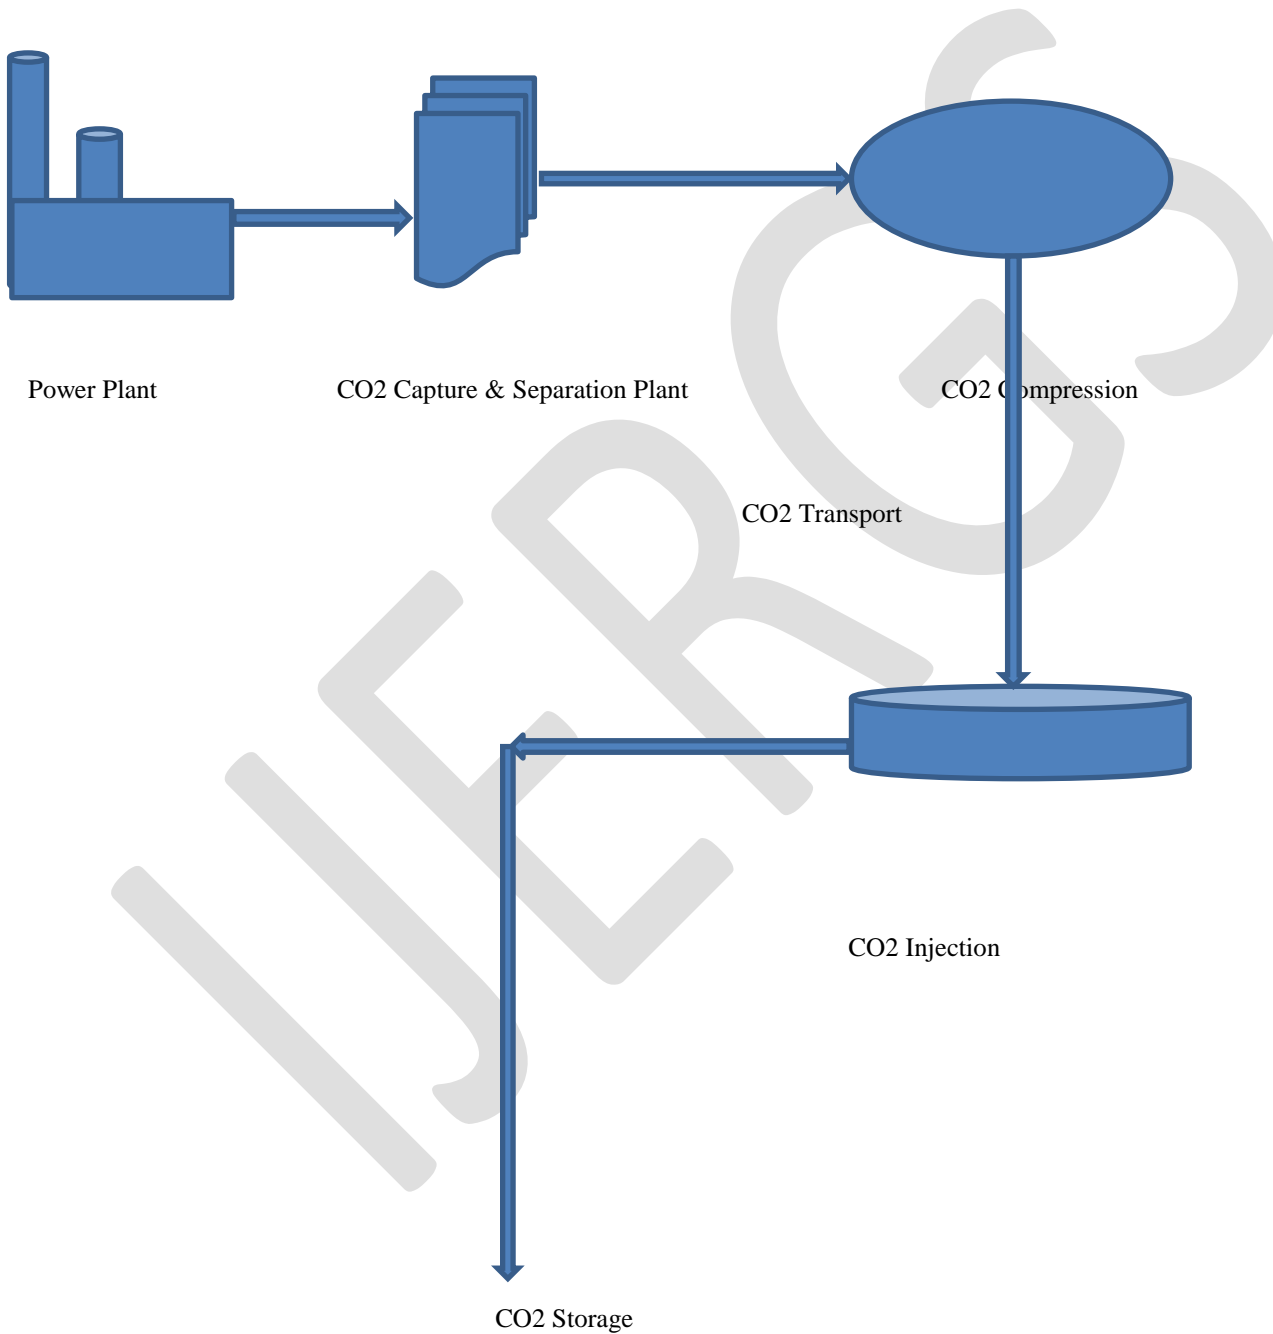 Power Plant
CO2 Capture & Separation Plant
CO2 Compression
CO2 Transport
CO2 Injection
CO2 Storage
IJERGS